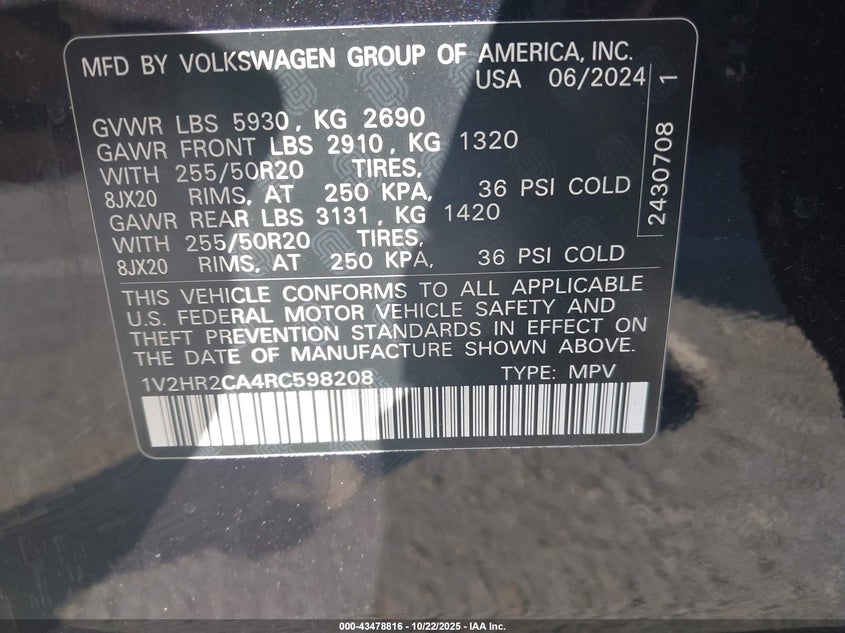 MFD BY VOLKSWAGEN GROUP OF AMERICA, INC.
USA 06/2024
GVWR LBS 5930, KG 2690
GAWR FRONT LBS 2910, KG 1320
WITH 255/50R20 TIRES,
8JX20 RIMS, AT 250 KPA, 36 PSI COLD
GAWR REAR LBS 3131, KG 1420
WITH 255/50R20 TIRES,
8JX20 RIMS, AT 250 KPA, 36 PSI COLD
THIS VEHICLE CONFORMS TO ALL APPLICABLE
U.S. FEDERAL MOTOR VEHICLE SAFETY AND
THEFT PREVENTION STANDARDS IN EFFECT ON
THE DATE OF MANUFACTURE SHOWN ABOVE.
1V2HR2CA4RC598208 TYPE: MPV
2430708 1
000-43478816 - 10/22/2025 - IAA Inc.